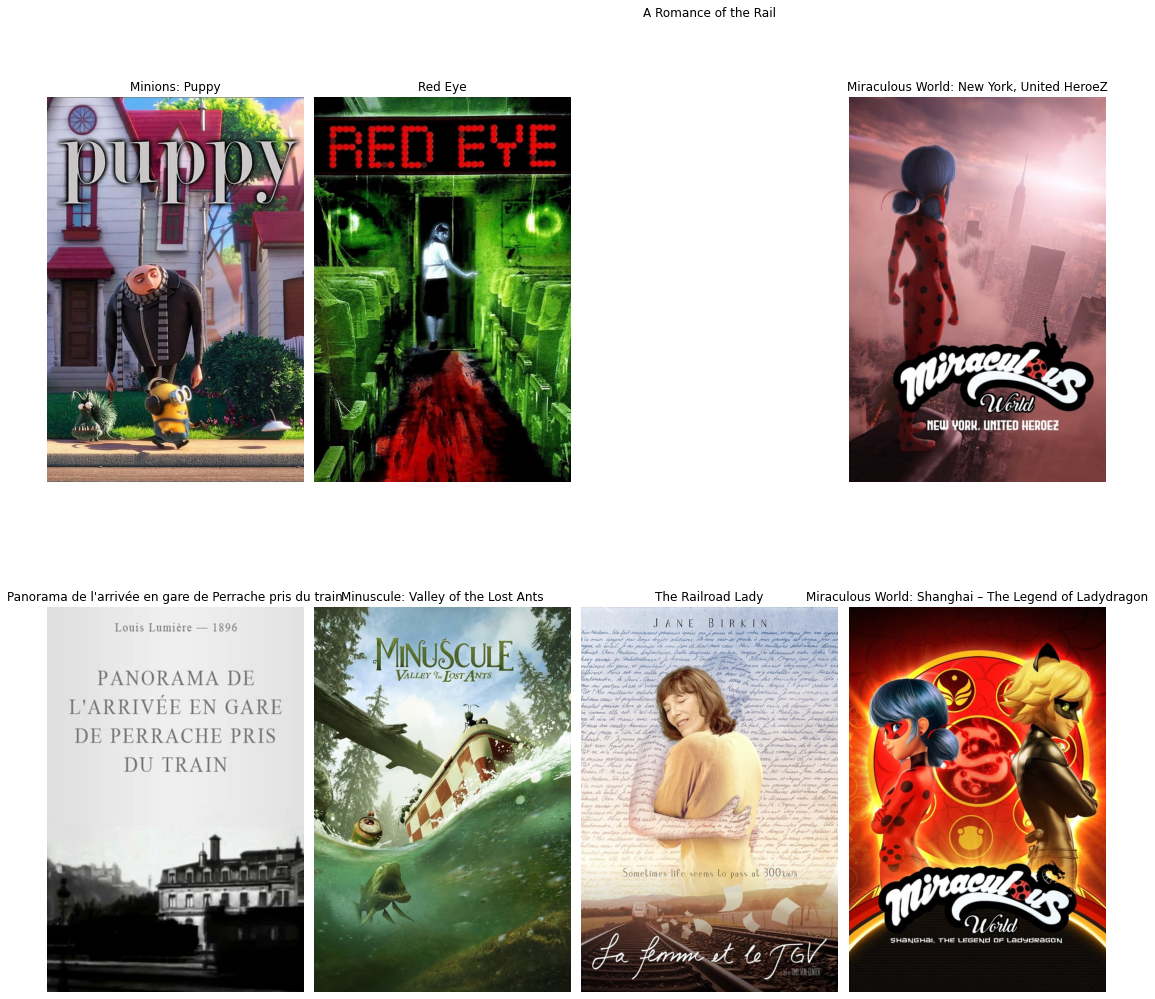 A Romance of the Rail
Minions: Puppy
Red Eye
Miraculous World: New York, United HeroeZ
puppy
RED EYE
Miraculous
World
NEW YORK, UNITED HEROEZ
Panorama de l'arrivée en gare de Perrache pris du train
Minuscule: Valley of the Lost Ants
The Railroad Lady
Miraculous World: Shanghai – The Legend of Ladydragon
Louis Lumière — 1896
PANORAMA DE
L'ARRIVÉE EN GARE
DE PERRACHE PRIS
DU TRAIN
MINUSCULE
VALLEY OF THE LOST ANTS
JANE BIRKIN
Sometimes life seems to pass at 300km/h
La femme et le TGV
Miraculous
World
SHANGHAI, THE LEGEND OF LADYDRAGON